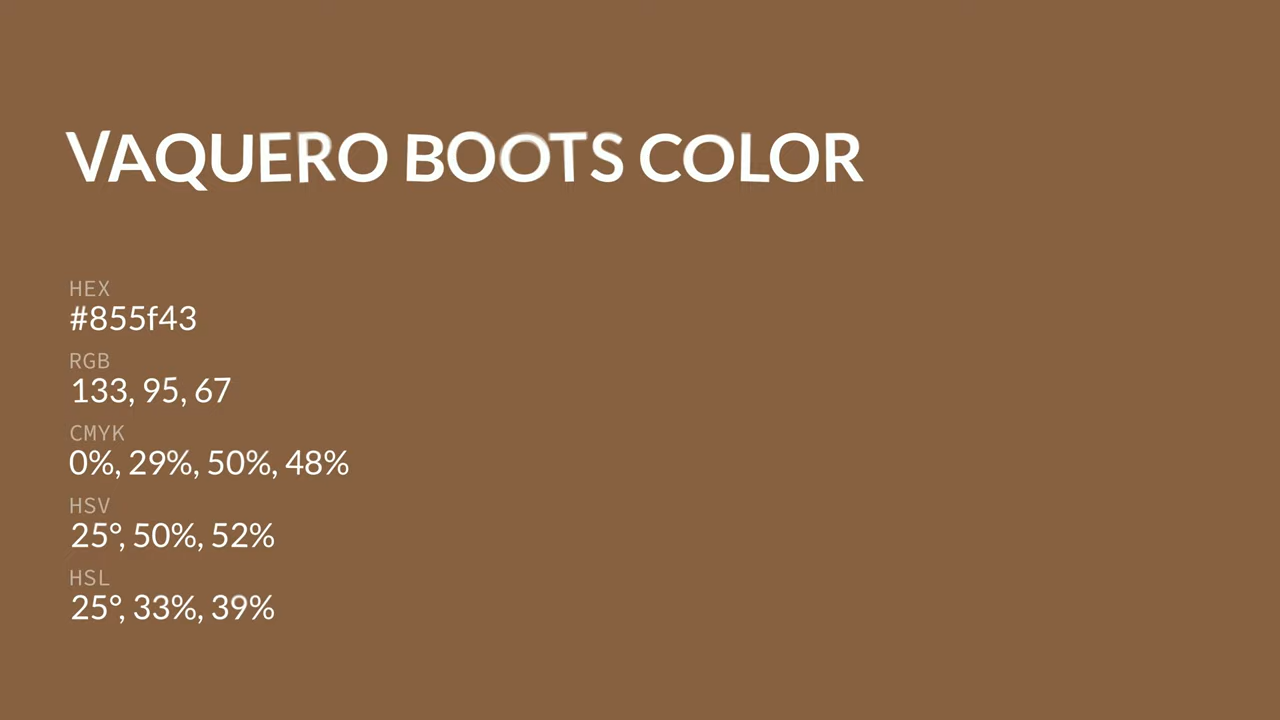 VAQUERO BOOTS COLOR
HEX
#855f43
RGB
133, 95, 67
CMYK
0%, 29%, 50%, 48%
HSV
25°, 50%, 52%
HSL
25°, 33%, 39%